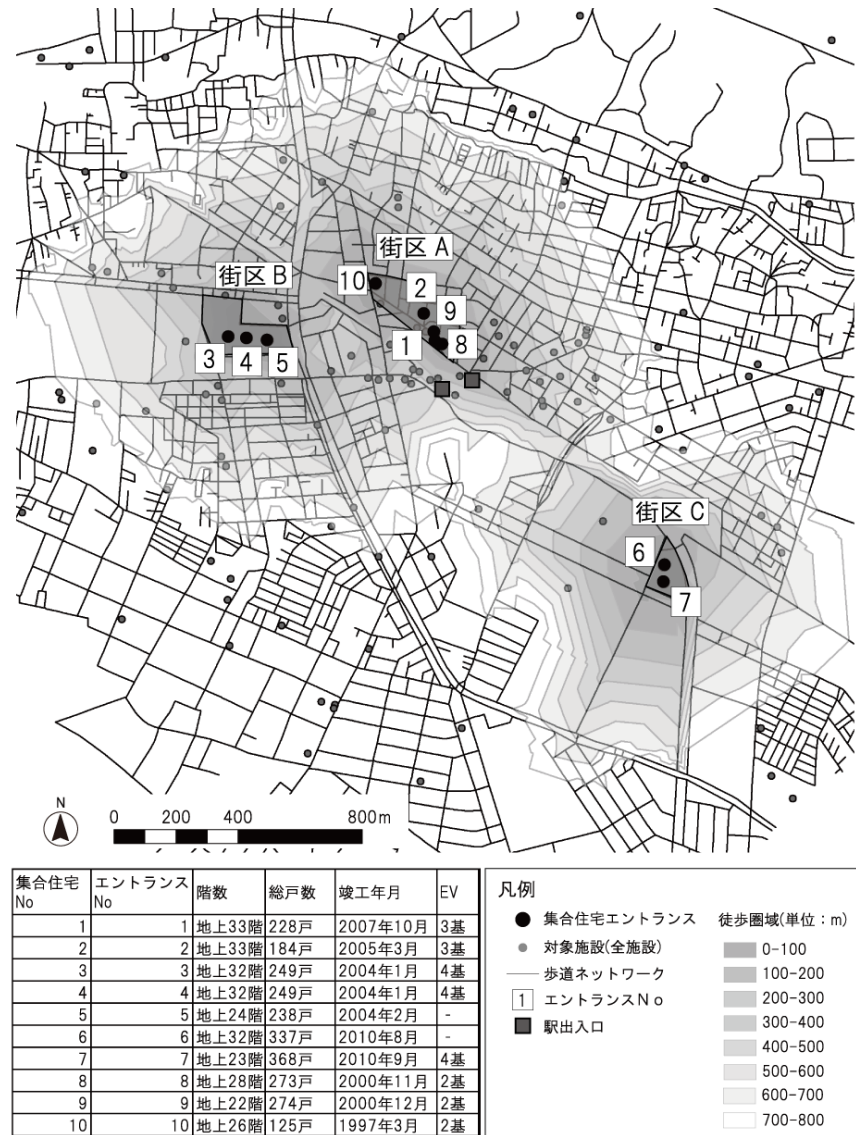 街区 A
街区 B
10
2
9
1
8
3
4
5
街区 C
6
7
N
0 200 400 800m
集合住宅No エントランスNo 階数 総戸数 竣工年月 EV
1 1 地上33階 228戸 2007年10月 3基
2 2 地上33階 184戸 2005年3月 3基
3 3 地上32階 249戸 2004年1月 4基
4 4 地上32階 249戸 2004年1月 4基
5 5 地上24階 238戸 2004年2月 -
6 6 地上32階 337戸 2010年8月 -
7 7 地上23階 368戸 2010年9月 4基
8 8 地上28階 273戸 2000年11月 2基
9 9 地上22階 274戸 2000年12月 2基
10 10 地上26階 125戸 1997年3月 2基
凡例
集合住宅エントランス
対象施設(全施設)
歩道ネットワーク
1 エントランスNo
駅出入口
徒歩圏域(単位：m)
0-100
100-200
200-300
300-400
400-500
500-600
600-700
700-800